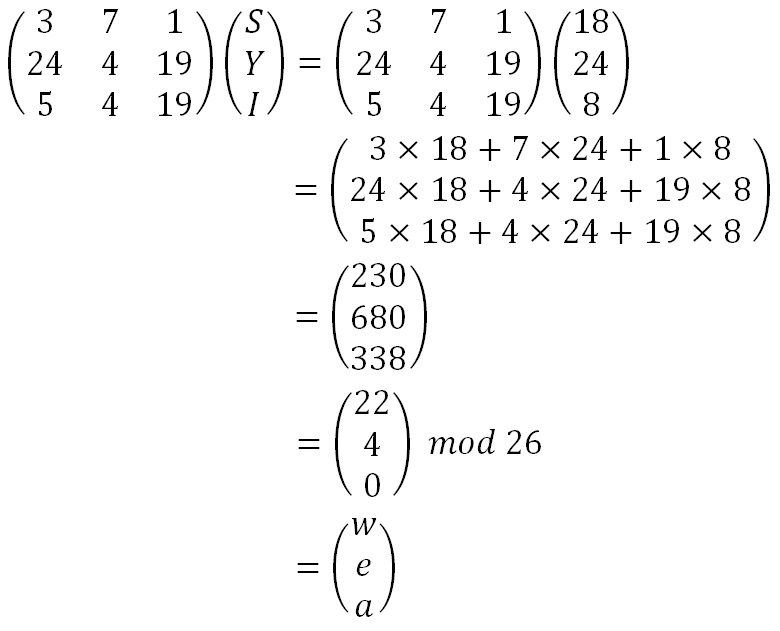 ( 3 7 1 ) ( S ) = ( 3 7 1 ) ( 18 )
( 24 4 19 ) ( Y ) = ( 24 4 19 ) ( 24 )
( 5 4 19 ) ( I ) = ( 5 4 19 ) ( 8 )
= ( 3 × 18 + 7 × 24 + 1 × 8 )
( 24 × 18 + 4 × 24 + 19 × 8 )
( 5 × 18 + 4 × 24 + 19 × 8 )
= ( 230 )
( 680 )
( 338 )
= ( 22 )
( 4 ) mod 26
( 0 )
= ( w )
( e )
( a )